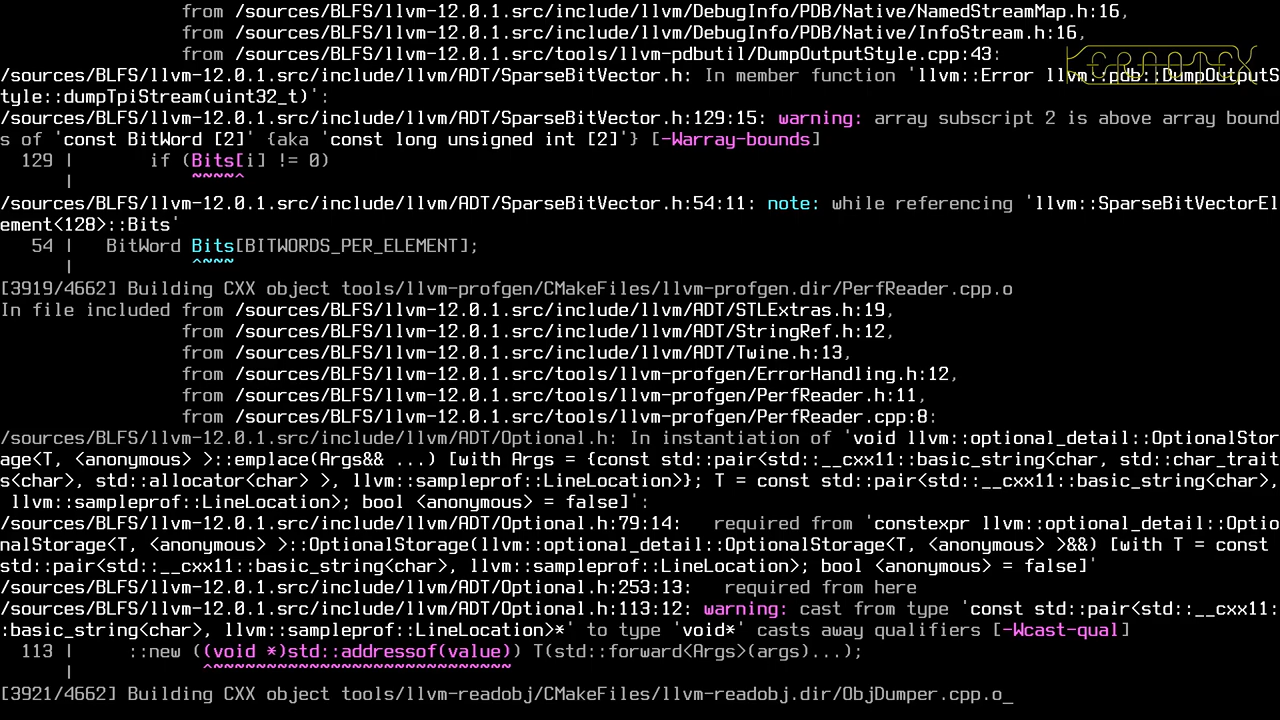 from /sources/BLFS/llvm-12.0.1.src/include/llvm/DebugInfo/PDB/Native/NamedStreamMap.h:16,
from /sources/BLFS/llvm-12.0.1.src/include/llvm/DebugInfo/PDB/Native/InfoStream.h:16,
from /sources/BLFS/llvm-12.0.1.src/tools/llvm-pdbutil/DumpOutputStyle.cpp:43:
KERNOTEX
/sources/BLFS/llvm-12.0.1.src/include/llvm/ADT/SparseBitVector.h: In member function 'llvm::Error llvm::pdb::DumpOutputS
tyle::dumpTpiStream(uint32_t)':
/sources/BLFS/llvm-12.0.1.src/include/llvm/ADT/SparseBitVector.h:129:15: warning: array subscript 2 is above array bound
s of 'const BitWord [2]' {aka 'const long unsigned int [2]'} [-Warray-bounds]
129 |       if (Bits[i] != 0)
|           ~~~~^
/sources/BLFS/llvm-12.0.1.src/include/llvm/ADT/SparseBitVector.h:54:11: note: while referencing 'llvm::SparseBitVectorEl
ement<128>::Bits'
54 |   BitWord Bits[BITWORDS_PER_ELEMENT];
|           ^~~~
[3919/4662] Building CXX object tools/llvm-profgen/CMakeFiles/llvm-profgen.dir/PerfReader.cpp.o
In file included from /sources/BLFS/llvm-12.0.1.src/include/llvm/ADT/STLExtras.h:19,
from /sources/BLFS/llvm-12.0.1.src/include/llvm/ADT/StringRef.h:12,
from /sources/BLFS/llvm-12.0.1.src/include/llvm/ADT/Twine.h:13,
from /sources/BLFS/llvm-12.0.1.src/tools/llvm-profgen/ErrorHandling.h:12,
from /sources/BLFS/llvm-12.0.1.src/tools/llvm-profgen/PerfReader.h:11,
from /sources/BLFS/llvm-12.0.1.src/tools/llvm-profgen/PerfReader.cpp:8:
/sources/BLFS/llvm-12.0.1.src/include/llvm/ADT/Optional.h: In instantiation of 'void llvm::optional_detail::OptionalStor
age<T, <anonymous> >::emplace(Args&& ...) [with Args = {const std::pair<std::__cxx11::basic_string<char, std::char_trait
s<char>, std::allocator<char> >, llvm::sampleprof::LineLocation>}; T = const std::pair<std::__cxx11::basic_string<char>,
llvm::sampleprof::LineLocation>; bool <anonymous> = false]':
/sources/BLFS/llvm-12.0.1.src/include/llvm/ADT/Optional.h:79:14:   required from 'constexpr llvm::optional_detail::Optio
nalStorage<T, <anonymous> >::OptionalStorage(llvm::optional_detail::OptionalStorage<T, <anonymous> >&&) [with T = const
std::pair<std::__cxx11::basic_string<char>, llvm::sampleprof::LineLocation>; bool <anonymous> = false]'
/sources/BLFS/llvm-12.0.1.src/include/llvm/ADT/Optional.h:253:13:   required from here
/sources/BLFS/llvm-12.0.1.src/include/llvm/ADT/Optional.h:113:12: warning: cast from type 'const std::pair<std::__cxx11:
:basic_string<char>, llvm::sampleprof::LineLocation>*' to type 'void*' casts away qualifiers [-Wcast-qual]
113 |     ::new ((void *)std::addressof(value)) T(std::forward<Args>(args)...);
|            ^~~~~~~~~~~~~~~~~~~~~~~~~~~~~
[3921/4662] Building CXX object tools/llvm-readobj/CMakeFiles/llvm-readobj.dir/ObjDumper.cpp.o_